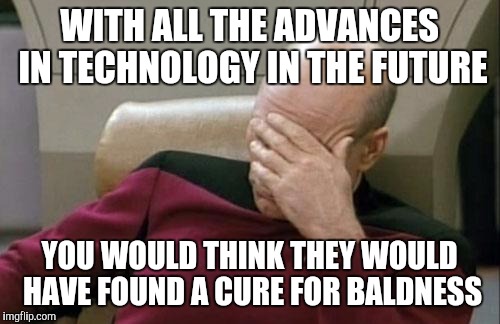 WITH ALL THE ADVANCES
IN TECHNOLOGY IN THE FUTURE
YOU WOULD THINK THEY WOULD
HAVE FOUND A CURE FOR BALDNESS
imgflip.com